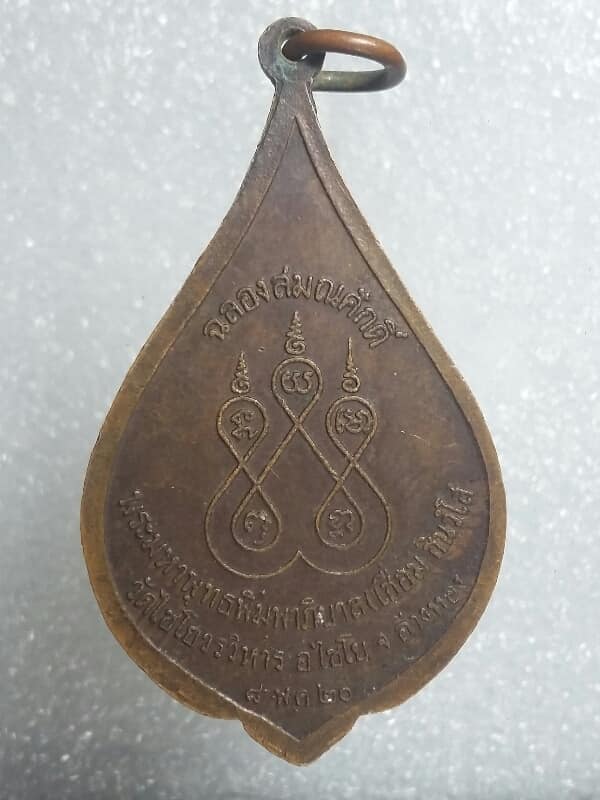 ฉลองสมณศักดิ์
พระมหาพุทธพิมพาภิบาล
วัดไชโยวรวิหาร อ ไชโย จ อ่างทอง
๘ พ ค ๒๐